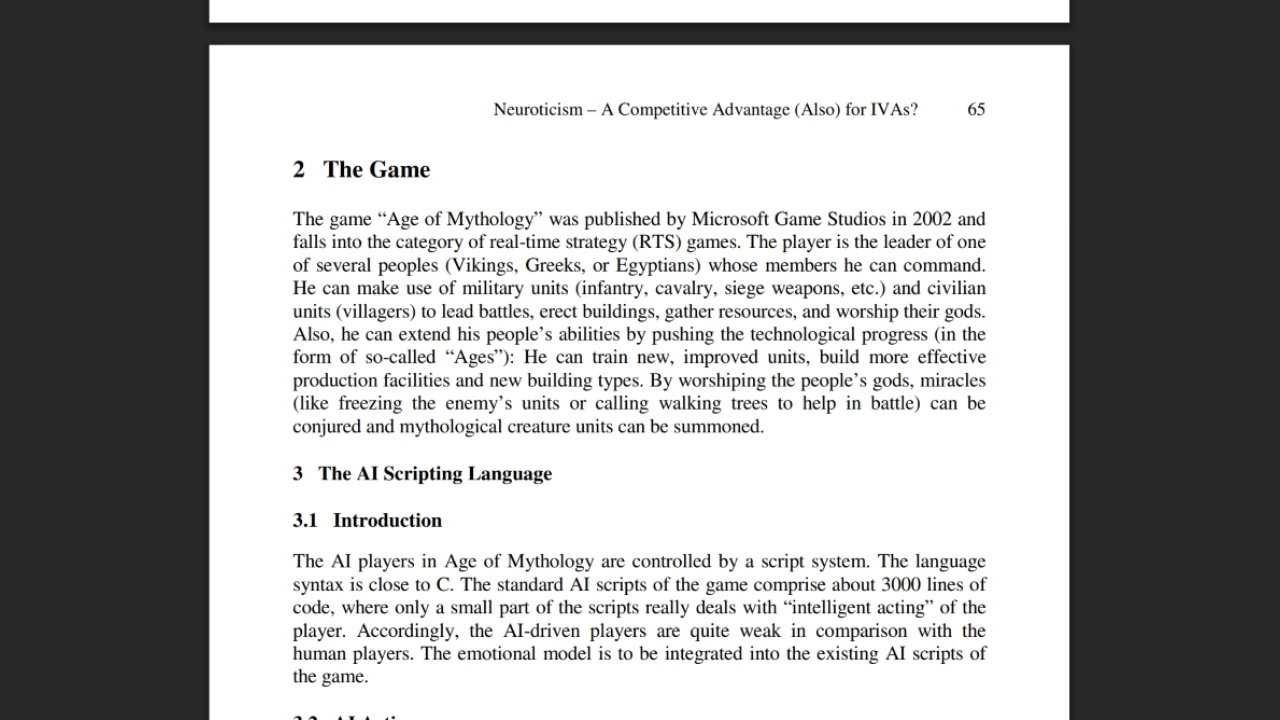 Neuroticism – A Competitive Advantage (Also) for IVAs? 65
2 The Game
The game “Age of Mythology” was published by Microsoft Game Studios in 2002 and
falls into the category of real-time strategy (RTS) games. The player is the leader of one
of several peoples (Vikings, Greeks, or Egyptians) whose members he can command.
He can make use of military units (infantry, cavalry, siege weapons, etc.) and civilian
units (villagers) to lead battles, erect buildings, gather resources, and worship their gods.
Also, he can extend his people’s abilities by pushing the technological progress (in the
form of so-called “Ages”): He can train new, improved units, build more effective
production facilities and new building types. By worshiping the people’s gods, miracles
(like freezing the enemy’s units or calling walking trees to help in battle) can be
conjured and mythological creature units can be summoned.
3 The AI Scripting Language
3.1 Introduction
The AI players in Age of Mythology are controlled by a script system. The language
syntax is close to C. The standard AI scripts of the game comprise about 3000 lines of
code, where only a small part of the scripts really deals with “intelligent acting” of the
player. Accordingly, the AI-driven players are quite weak in comparison with the
human players. The emotional model is to be integrated into the existing AI scripts of
the game.